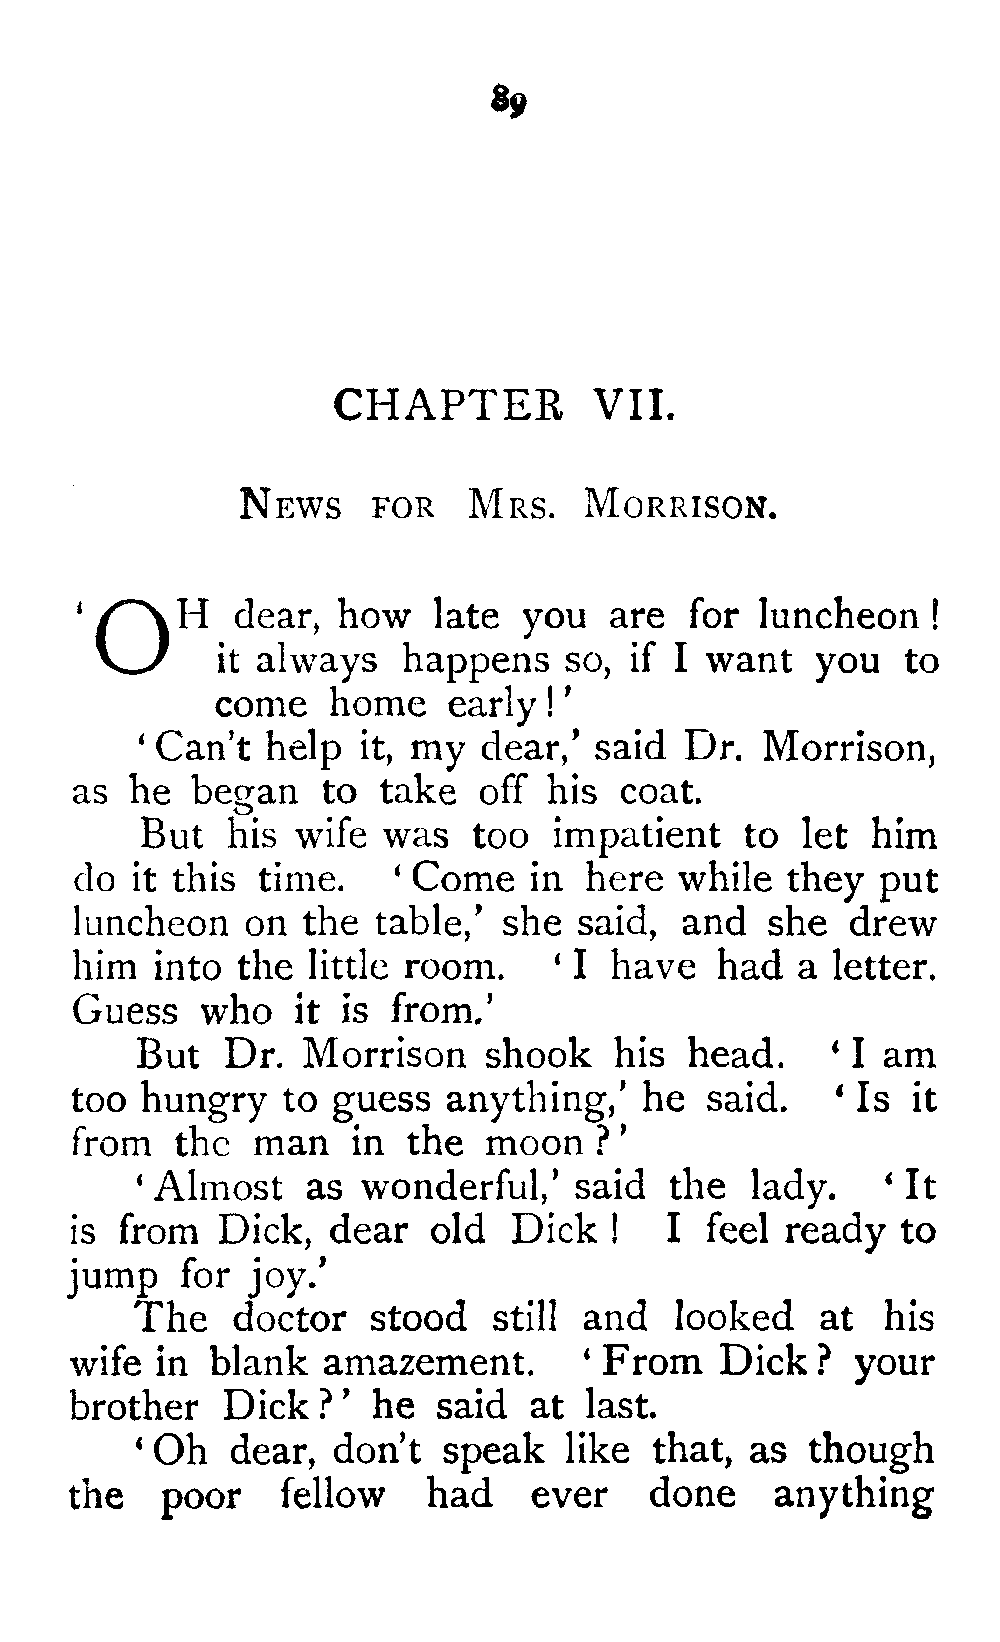 89
CHAPTER VII.
NEWS FOR MRS. MORRISON.
‘OH dear, how late you are for luncheon !
it always happens so, if I want you to
come home early !’
‘Can't help it, my dear,’ said Dr. Morrison,
as he began to take off his coat.
But his wife was too impatient to let him
do it this time. ‘Come in here while they put
luncheon on the table,’ she said, and she drew
him into the little room. ‘I have had a letter.
Guess who it is from.’
But Dr. Morrison shook his head. ‘I am
too hungry to guess anything,’ he said. ‘Is it
from the man in the moon ?’
‘Almost as wonderful,’ said the lady. ‘It
is from Dick, dear old Dick ! I feel ready to
jump for joy.’
The doctor stood still and looked at his
wife in blank amazement. ‘From Dick ? your
brother Dick ?’ he said at last.
‘Oh dear, don't speak like that, as though
the poor fellow had ever done anything